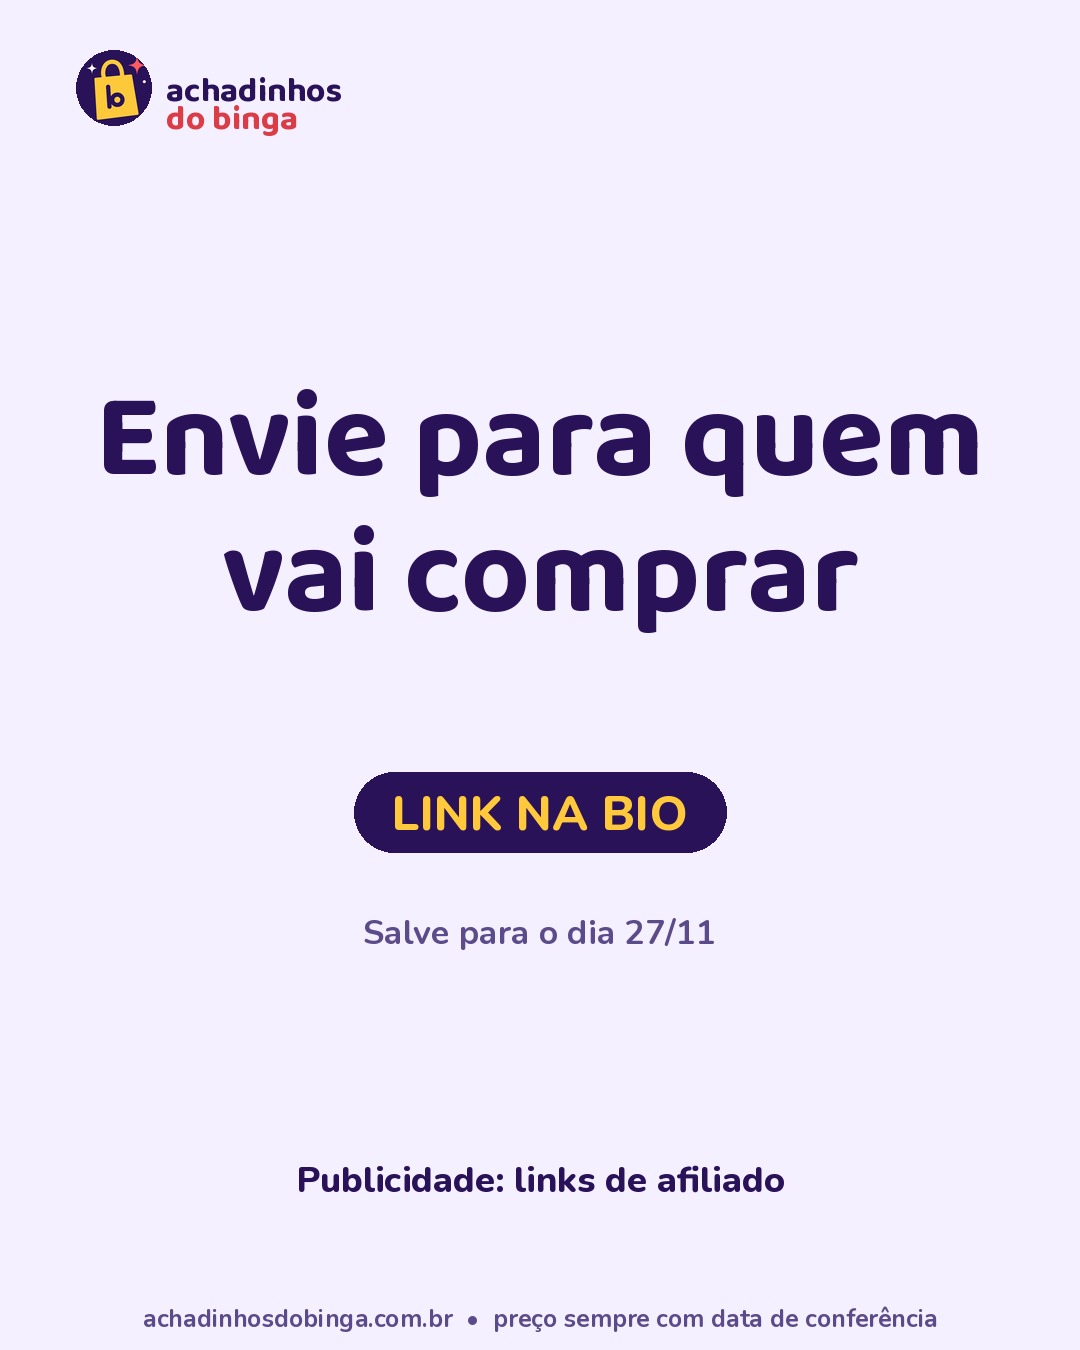 b
achadinhos
do binga
Envie para quem
vai comprar
LINK NA BIO
Salve para o dia 27/11
Publicidade: links de afiliado
achadinhosdobinga.com.br • preço sempre com data de conferência